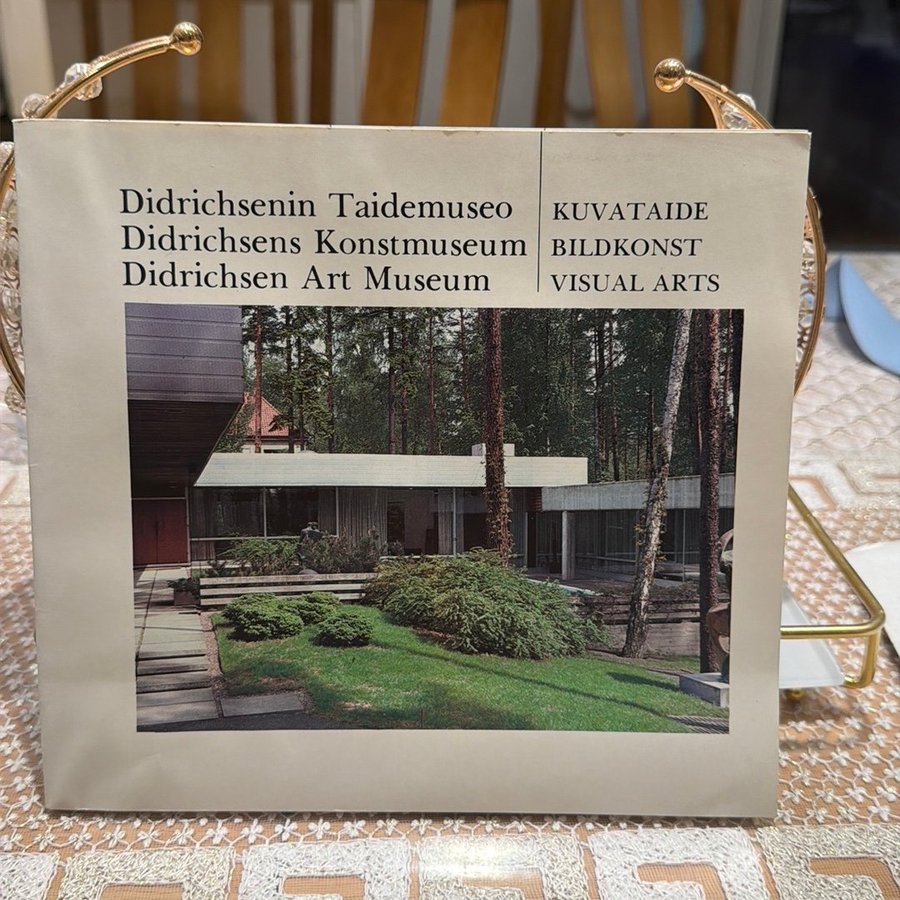 Didrichsenin Taidemuseo
Didrichsens Konstmuseum
Didrichsen Art Museum
KUVATAIDE
BILDKONST
VISUAL ARTS